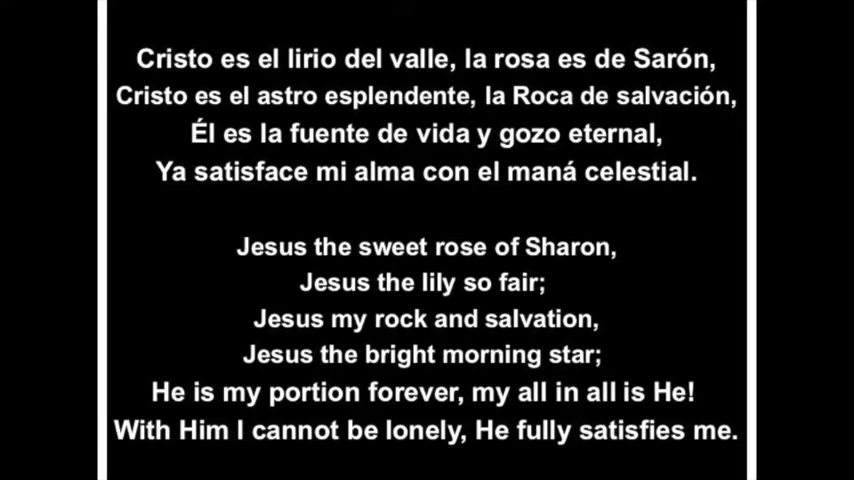 Cristo es el lirio del valle, la rosa es de Sarón,
Cristo es el astro esplendente, la Roca de salvación,
Él es la fuente de vida y gozo eternal,
Ya satisface mi alma con el maná celestial.
Jesus the sweet rose of Sharon,
Jesus the lily so fair;
Jesus my rock and salvation,
Jesus the bright morning star;
He is my portion forever, my all in all is He!
With Him I cannot be lonely, He fully satisfies me.